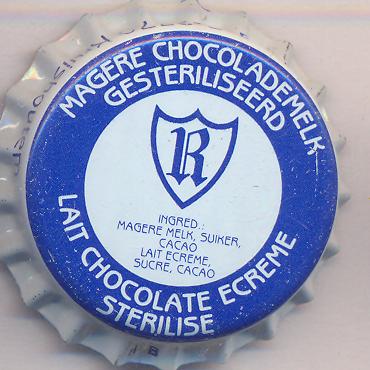 MAGERE CHOCOLADEMELK
GESTERILISEERD
R
INGRED.:
MAGERE MELK, SUIKER,
CACAO
LAIT ECREME,
SUCRE, CACAO
LAIT CHOCOLATE ECREME
STERILISE
B